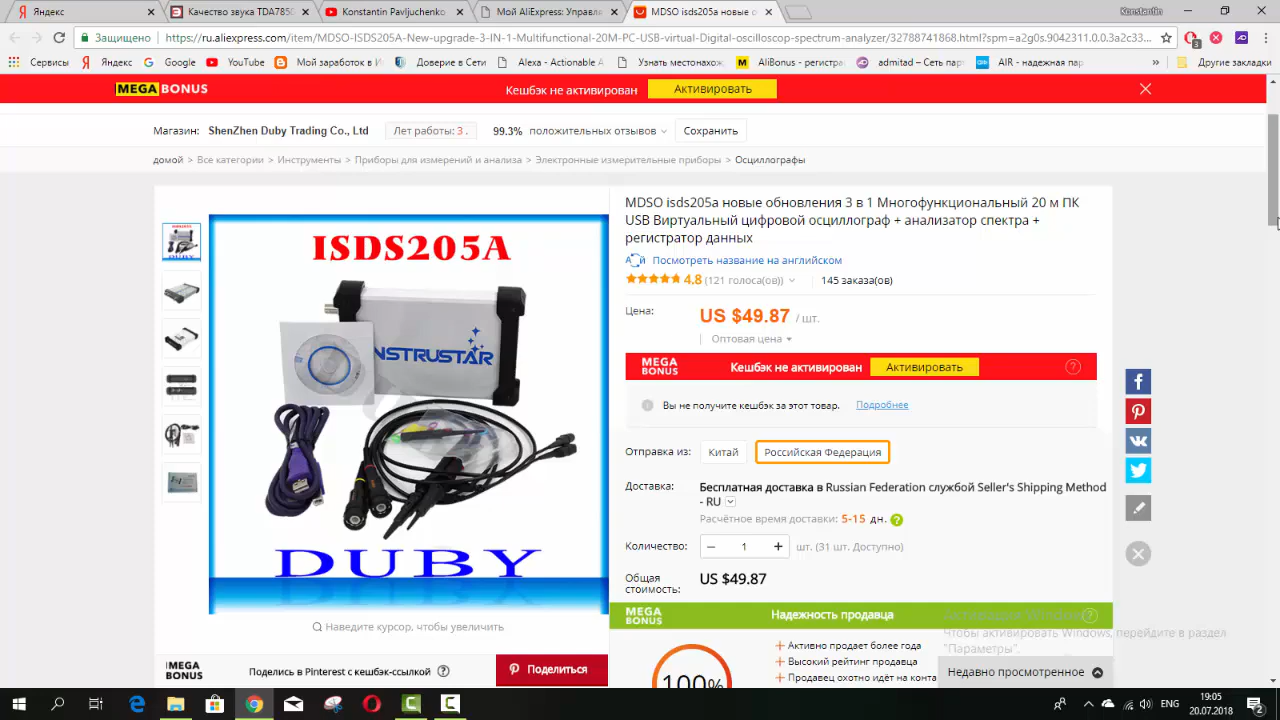 Яндекс
Качество звука TDA785
Konstantin Pavljuchenko
Мой AliExpress: Управле
MDSO isds205a новые о
Konstantin
Защищено
https://ru.aliexpress.com/item/MDSO-ISDS205A-New-upgrade-3-IN-1-Multifunctional-20M-PC-USB-virtual-Digital-oscilloscop-spectrum-analyzer/32788741868.html?spm=a2g0s.9042311.0.0.3a2c33...
3
Сервисы
Яндекс
Google
YouTube
Мой заработок в И
Доверие в Сети
Alexa - Actionable A
Узнать местонахож
AliBonus - регистра
admitad – Сеть пар
AIR - надежная пар
»
Другие закладки
MEGABONUS
Кешбэк не активирован
Активировать
Магазин:
ShenZhen Duby Trading Co., Ltd
Лет работы: 3 .
99.3% положительных отзывов
Сохранить
домой > Все категории > Инструменты > Приборы для измерений и анализа > Электронные измерительные приборы > Осциллографы
ISDS205A
NSTRUSTAR
DUBY
Наведите курсор, чтобы увеличить
MEGA
BONUS
Поделись в Pinterest с кешбэк-ссылкой
?
Поделиться
MDSO isds205a новые обновления 3 в 1 Многофункциональный 20 м ПК
USB Виртуальный цифровой осциллограф + анализатор спектра +
регистратор данных
Посмотреть название на английском
4.8 (121 голоса(ов))
145 заказа(ов)
Цена:
US $49.87 / шт.
Оптовая цена
MEGA
BONUS
Кешбэк не активирован
Активировать
?
Вы не получите кешбэк за этот товар.
Подробнее
Отправка из:
Китай
Российская Федерация
Доставка:
Бесплатная доставка в Russian Federation службой Seller's Shipping Method
- RU
Расчётное время доставки: 5-15 дн. ?
Количество:
– 1 +
шт. (31 шт. Доступно)
Общая
стоимость:
US $49.87
MEGA
BONUS
Надежность продавца
?
100%
Активно продает более года
Высокий рейтинг продавца
Продавец охотно идёт на конта
Активация Windows
Чтобы активировать Windows, перейдите в раздел
"Параметры".
Недавно просмотренное
ENG
19:05
20.07.2018
2